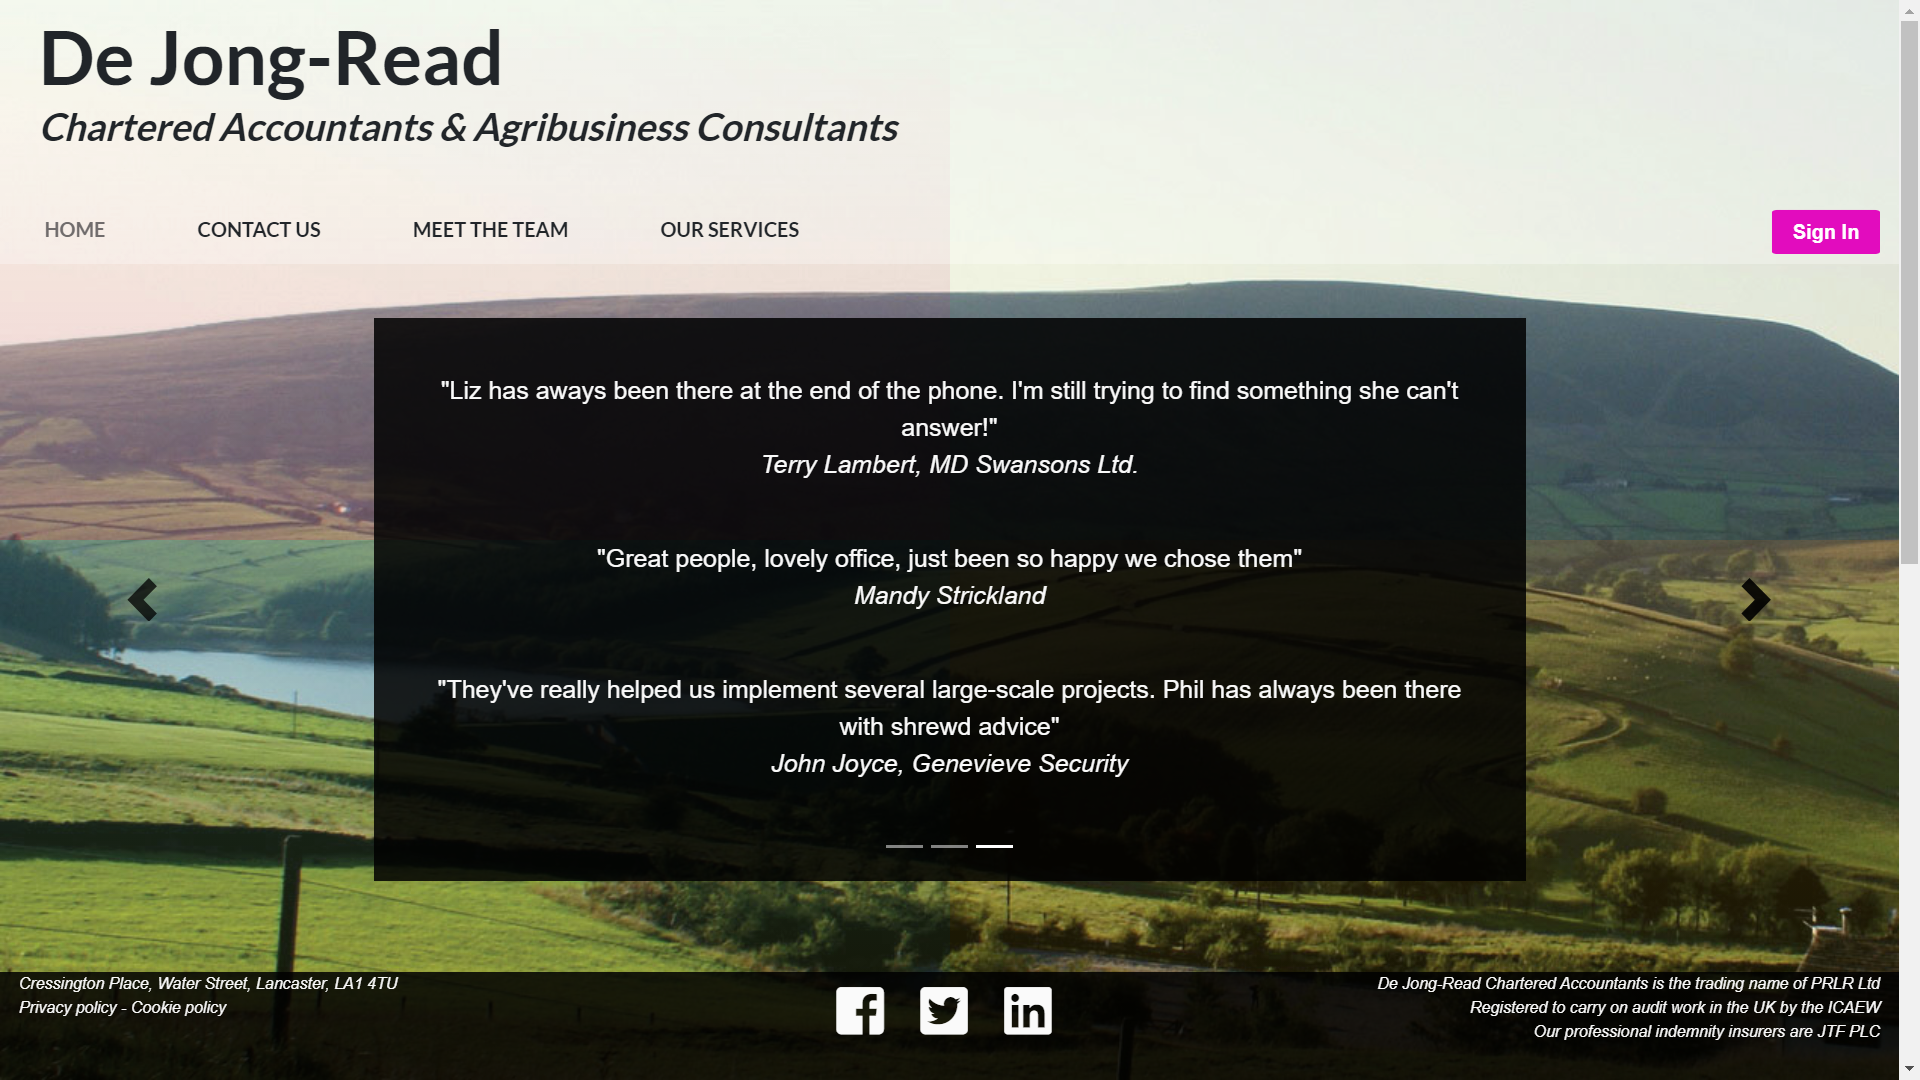 De Jong-Read
Chartered Accountants & Agribusiness Consultants
HOME
CONTACT US
MEET THE TEAM
OUR SERVICES
Sign In
"Liz has aways been there at the end of the phone. I'm still trying to find something she can't
answer!"
Terry Lambert, MD Swansons Ltd.
"Great people, lovely office, just been so happy we chose them"
Mandy Strickland
"They've really helped us implement several large-scale projects. Phil has always been there
with shrewd advice"
John Joyce, Genevieve Security
Cressington Place, Water Street, Lancaster, LA1 4TU
Privacy policy - Cookie policy
De Jong-Read Chartered Accountants is the trading name of PRLR Ltd
Registered to carry on audit work in the UK by the ICAEW
Our professional indemnity insurers are JTF PLC